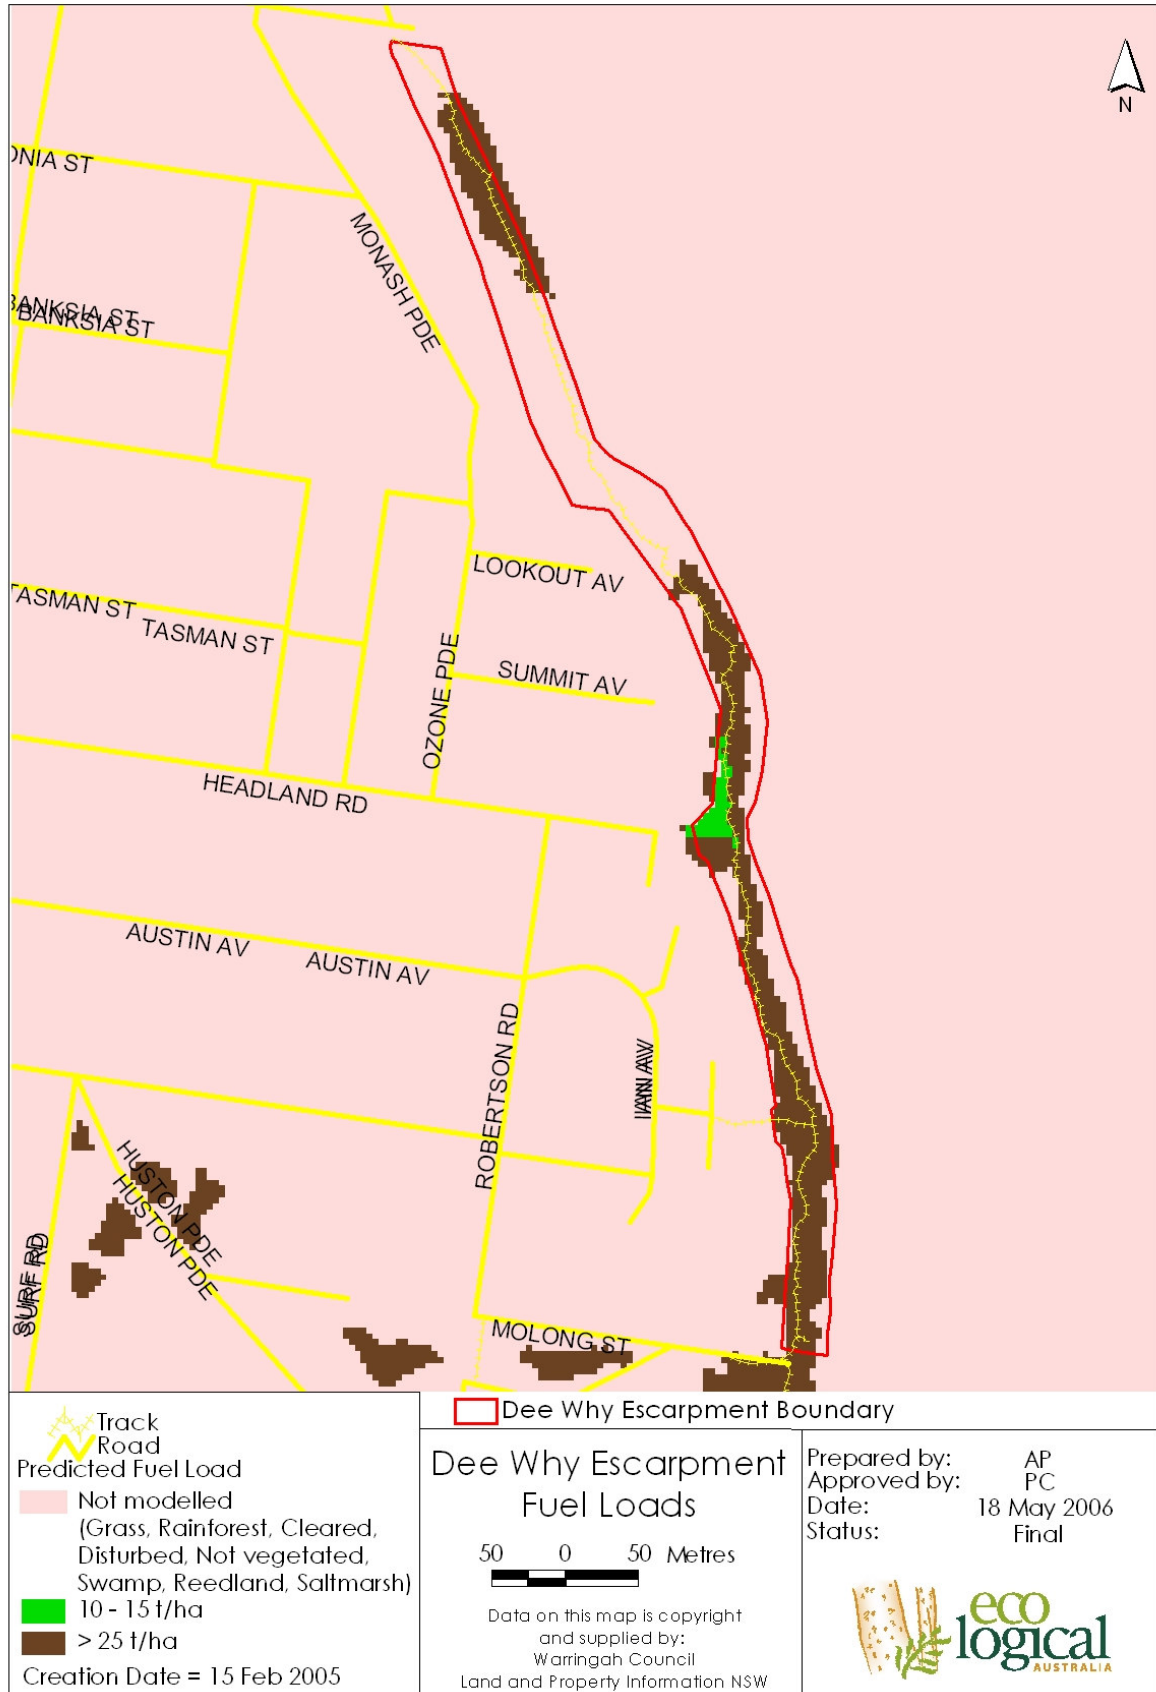 N
ONIA ST
MONASH PDE
BANKSIA ST
BANKSIA ST
LOOKOUT AV
TASMAN ST
TASMAN ST
OZONE PDE
SUMMIT AV
HEADLAND RD
AUSTIN AV
AUSTIN AV
ROBERTSON RD
IAN AV
IAN AV
HUSTON PDE
HUSTON PDE
SURF RD
SURF RD
MOLONG ST
Track
Road
Predicted Fuel Load
Not modelled
(Grass, Rainforest, Cleared,
Disturbed, Not vegetated,
Swamp, Reedland, Saltmarsh)
10 - 15 t/ha
> 25 t/ha
Creation Date = 15 Feb 2005
Dee Why Escarpment Boundary
Dee Why Escarpment
Fuel Loads
50 0 50 Metres
Data on this map is copyright
and supplied by:
Warringah Council
Land and Property Information NSW
Prepared by: AP
Approved by: PC
Date: 18 May 2006
Status: Final
eco
logical
AUSTRALIA